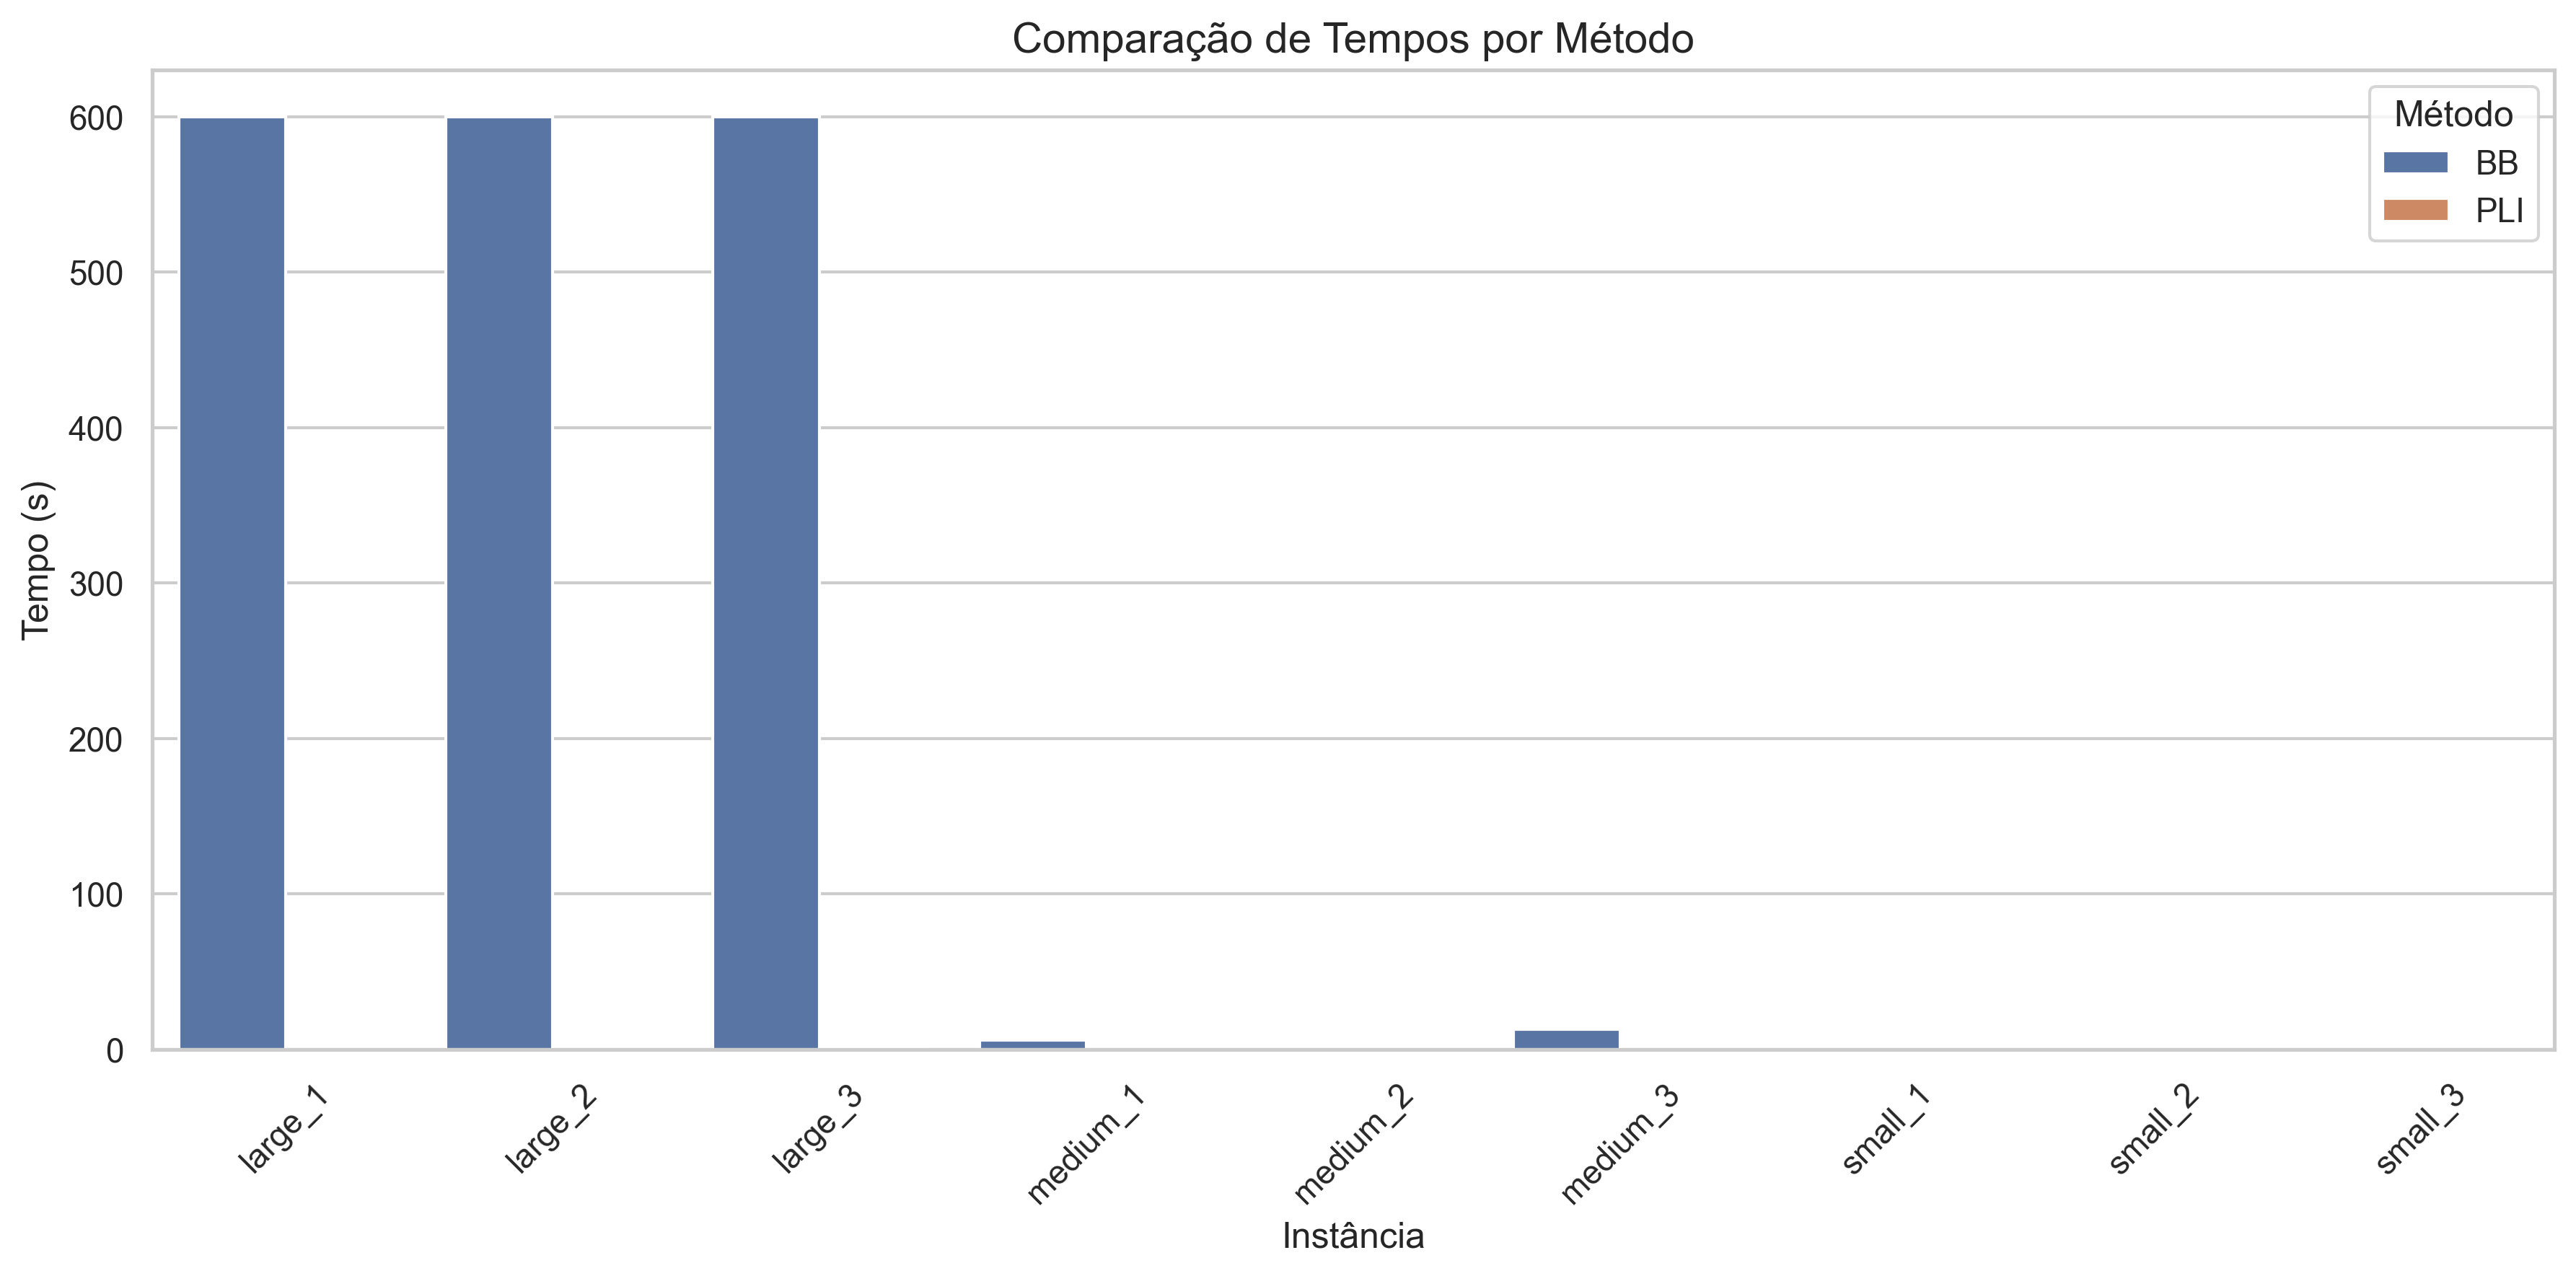 Comparação de Tempos por Método
Método
BB
PLI
Tempo (s)
600
500
400
300
200
100
0
large_1
large_2
large_3
medium_1
medium_2
medium_3
small_1
small_2
small_3
Instância